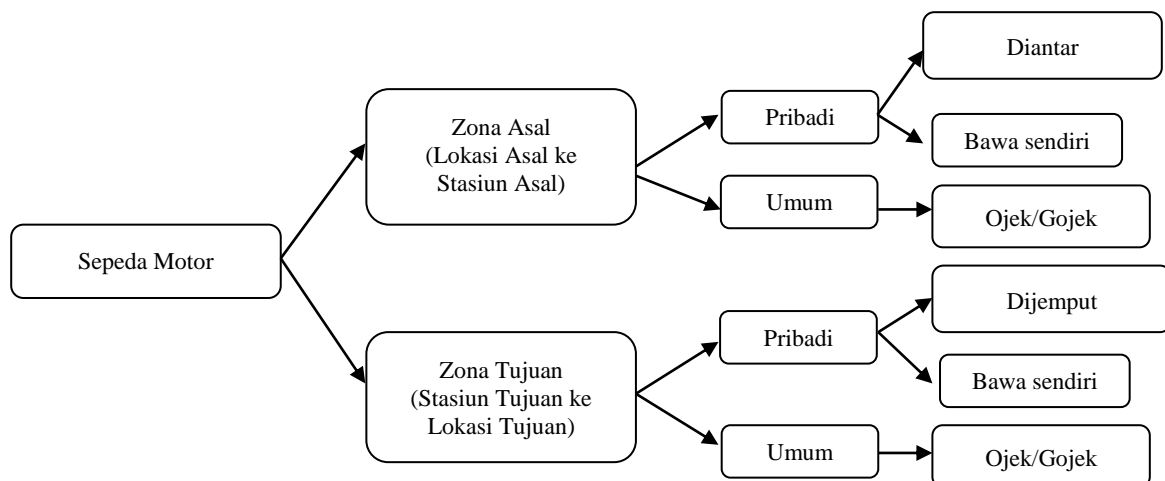 Sepeda Motor
Zona Asal
(Lokasi Asal ke
Stasiun Asal)
Pribadi
Diantar
Bawa sendiri
Umum
Ojek/Gojek
Zona Tujuan
(Stasiun Tujuan ke
Lokasi Tujuan)
Pribadi
Dijemput
Bawa sendiri
Umum
Ojek/Gojek